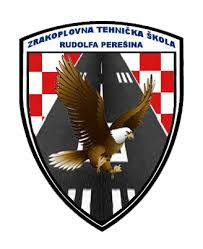 ZRAKOPLOVNA TEHNIČKA ŠKOLA
RUDOLFA PEREŠINA